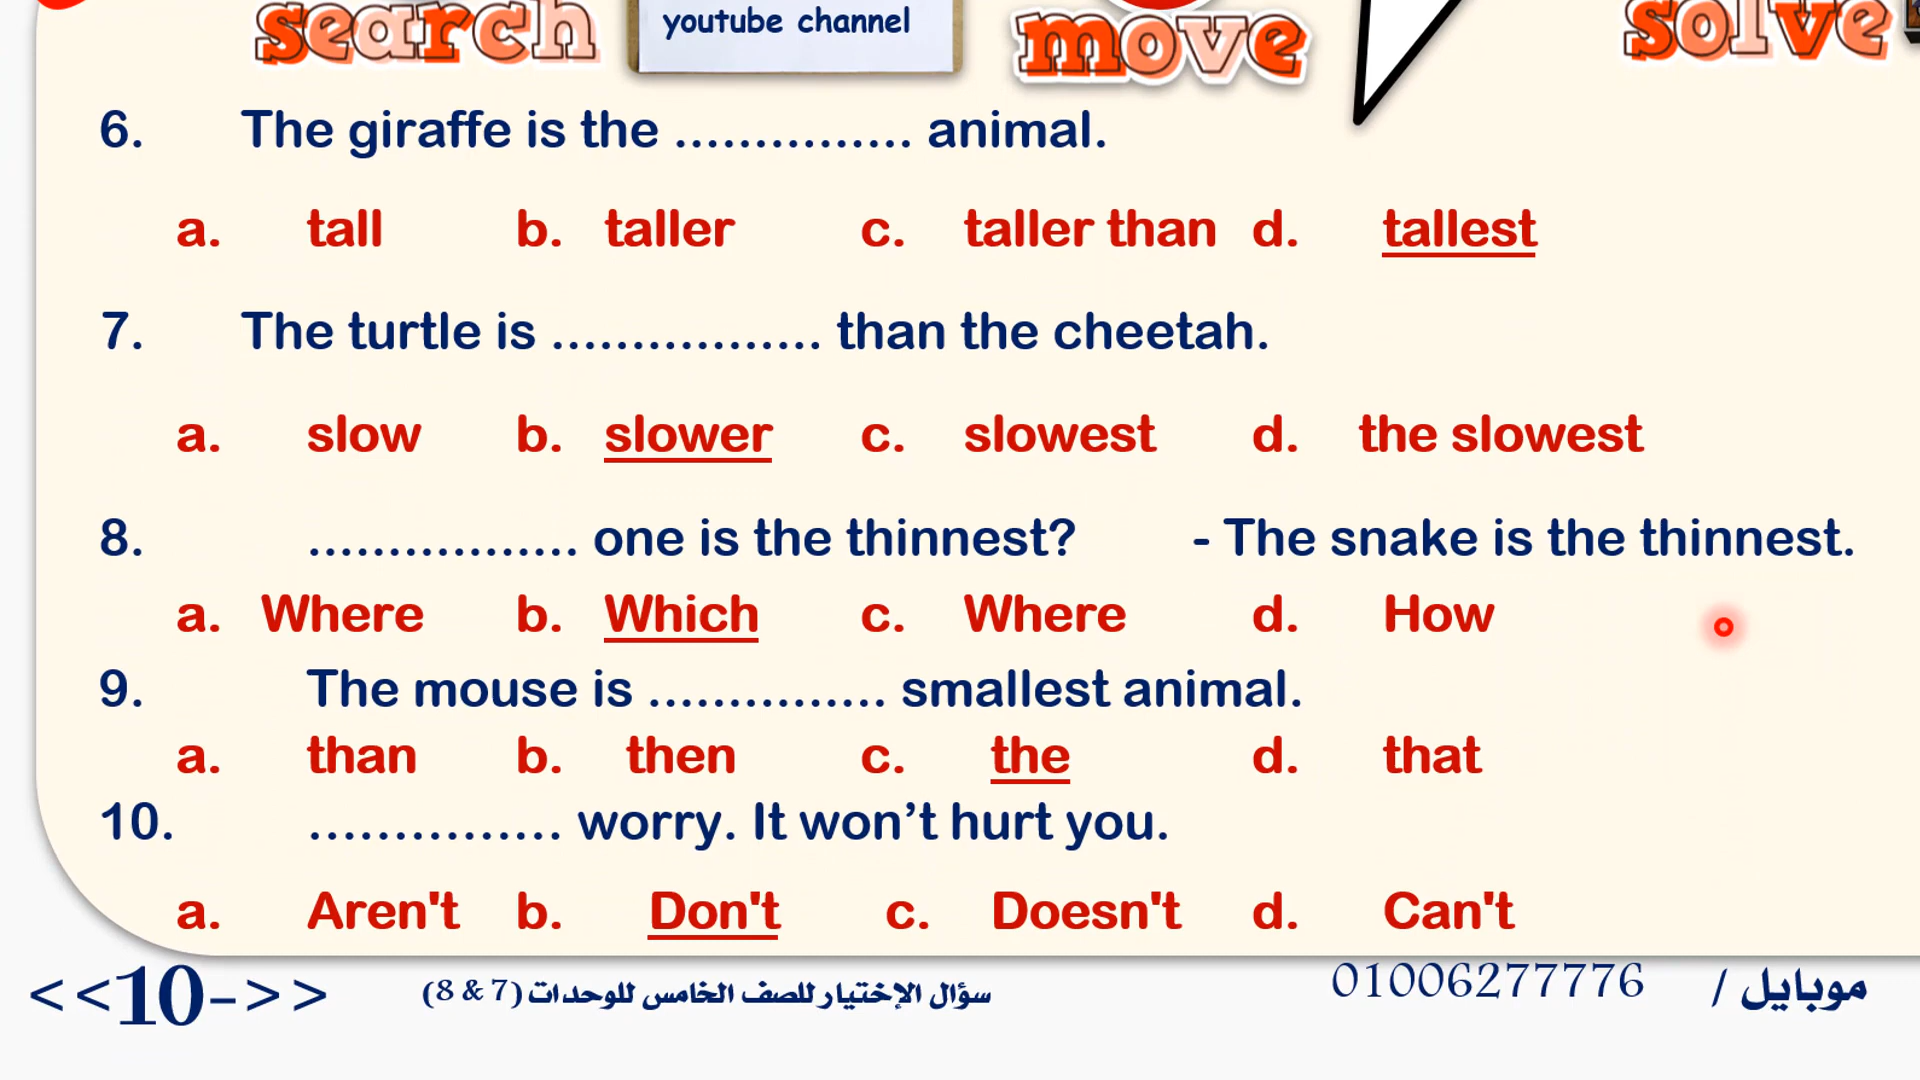 search youtube channel move solve
6. The giraffe is the ............... animal.
a. tall b. taller c. taller than d. tallest
7. The turtle is ................. than the cheetah.
a. slow b. slower c. slowest d. the slowest
8. ................. one is the thinnest? - The snake is the thinnest.
a. Where b. Which c. Where d. How
9. The mouse is ............... smallest animal.
a. than b. then c. the d. that
10. ................ worry. It won’t hurt you.
a. Aren't b. Don't c. Doesn't d. Can't
<<10->> سؤال الإختيار للصف الخامس للوحدات (7 & 8) موبايل / 01006277776